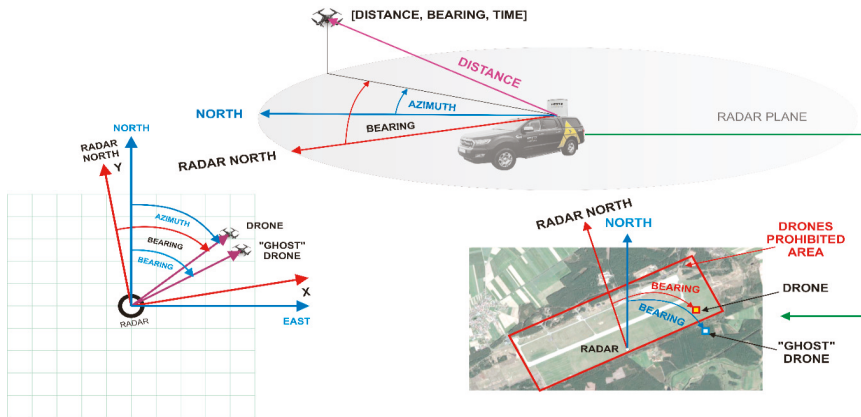 [DISTANCE, BEARING, TIME]
DISTANCE
NORTH
AZIMUTH
BEARING
RADAR NORTH
RADAR PLANE
NORTH
RADAR
NORTH
Y
AZIMUTH
BEARING
BEARING
DRONE
"GHOST"
DRONE
X
EAST
RADAR
RADAR NORTH
NORTH
DRONES
PROHIBITED
AREA
BEARING
BEARING
DRONE
RADAR
"GHOST"
DRONE